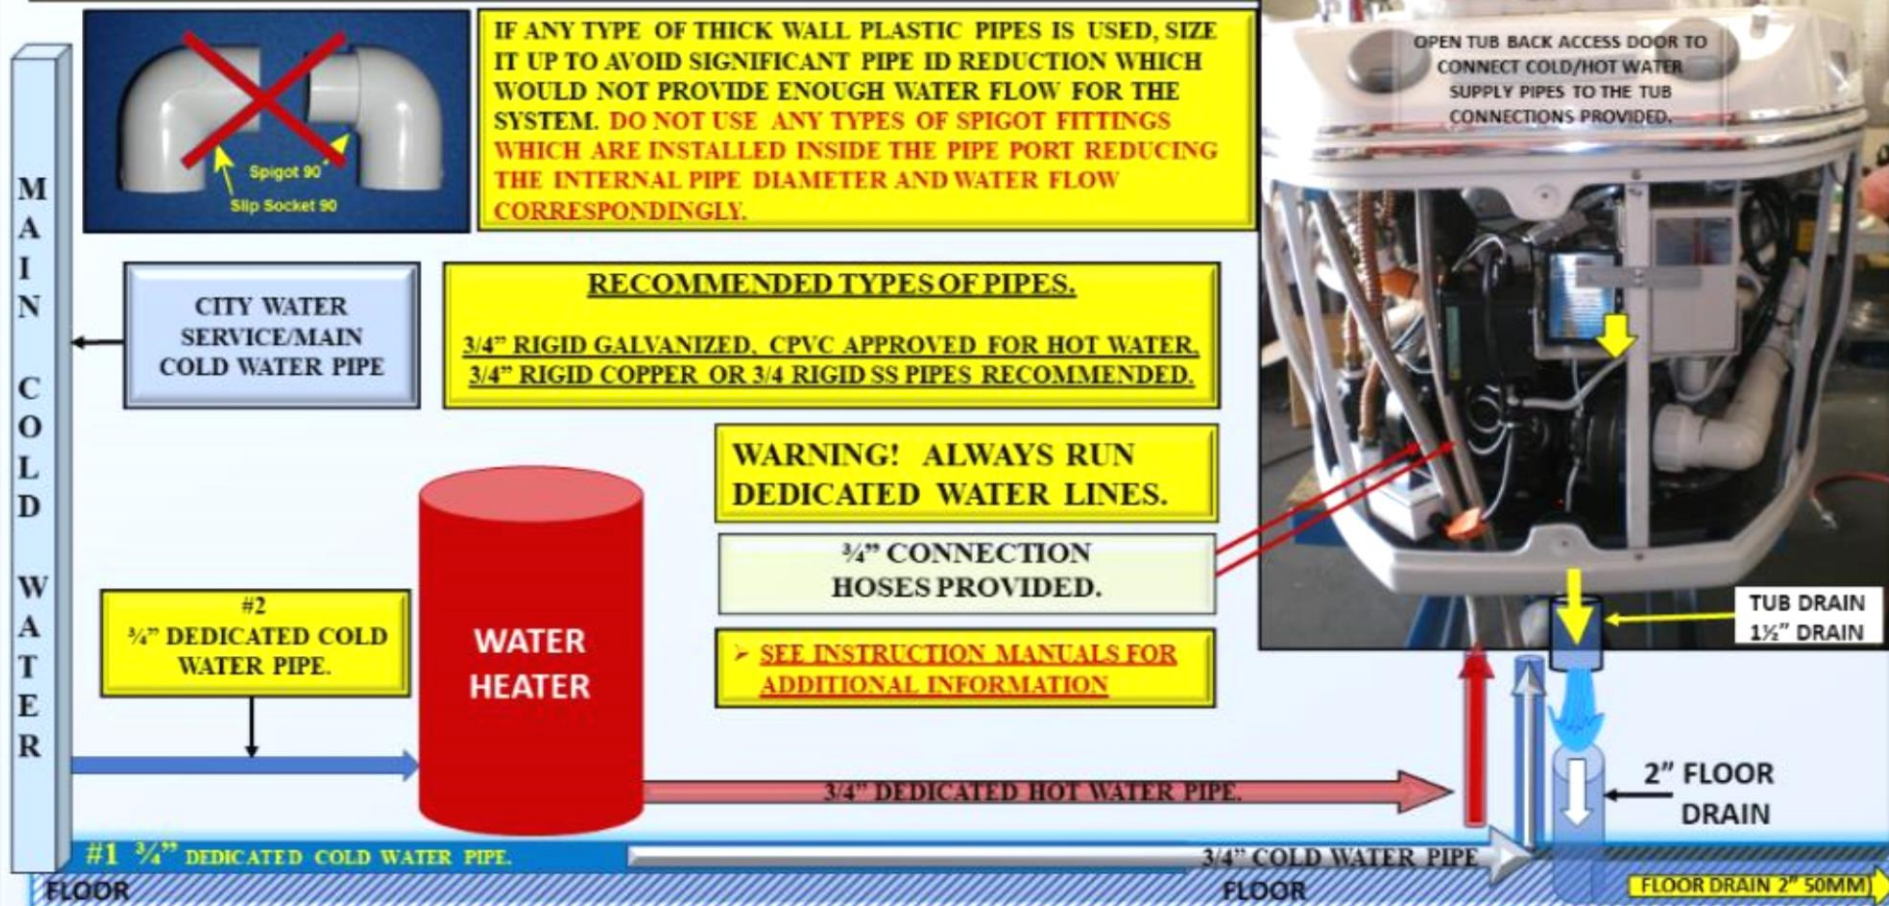 IF ANY TYPE OF THICK WALL PLASTIC PIPES IS USED, SIZE
IT UP TO AVOID SIGNIFICANT PIPE ID REDUCTION WHICH
WOULD NOT PROVIDE ENOUGH WATER FLOW FOR THE
SYSTEM. DO NOT USE ANY TYPES OF SPIGOT FITTINGS
WHICH ARE INSTALLED INSIDE THE PIPE PORT REDUCING
THE INTERNAL PIPE DIAMETER AND WATER FLOW
CORRESPONDINGLY.
Spigot 90°
Slip Socket 90
OPEN TUB BACK ACCESS DOOR TO
CONNECT COLD/HOT WATER
SUPPLY PIPES TO THE TUB
CONNECTIONS PROVIDED.
MAIN COLD WATER
CITY WATER
SERVICE/MAIN
COLD WATER PIPE
RECOMMENDED TYPES OF PIPES.
3/4” RIGID GALVANIZED, CPVC APPROVED FOR HOT WATER.
3/4” RIGID COPPER OR 3/4 RIGID SS PIPES RECOMMENDED.
WARNING! ALWAYS RUN
DEDICATED WATER LINES.
¾” CONNECTION
HOSES PROVIDED.
#2
¾” DEDICATED COLD
WATER PIPE.
WATER
HEATER
➢ SEE INSTRUCTION MANUALS FOR
ADDITIONAL INFORMATION
TUB DRAIN
1½” DRAIN
3/4” DEDICATED HOT WATER PIPE.
2” FLOOR
DRAIN
#1 ¾” DEDICATED COLD WATER PIPE.
3/4” COLD WATER PIPE
FLOOR
FLOOR
FLOOR DRAIN 2” 50MM)